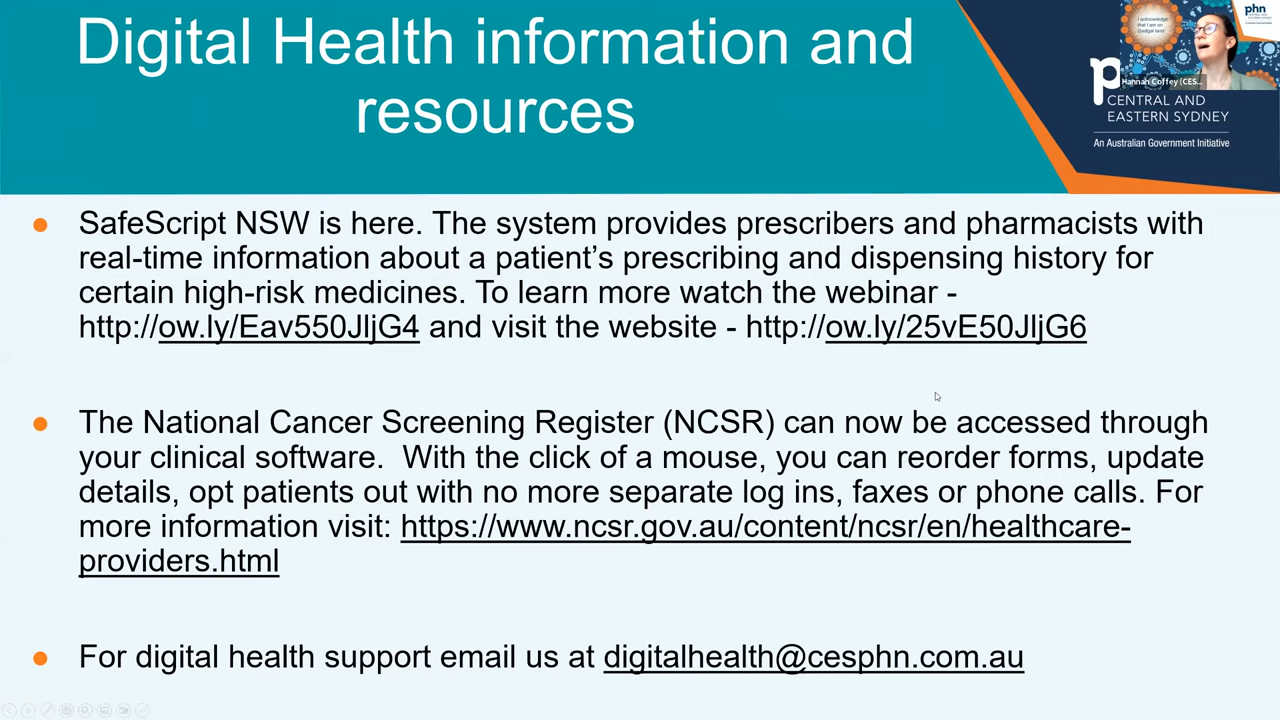 Digital Health information and
resources
phn
I acknowledge
that I am on
Gadigal land
Hannah Coffey (CES...
CENTRAL AND
EASTERN SYDNEY
An Australian Government Initiative
SafeScript NSW is here. The system provides prescribers and pharmacists with
real-time information about a patient’s prescribing and dispensing history for
certain high-risk medicines. To learn more watch the webinar -
http://ow.ly/Eav550JljG4 and visit the website - http://ow.ly/25vE50JljG6
The National Cancer Screening Register (NCSR) can now be accessed through
your clinical software.  With the click of a mouse, you can reorder forms, update
details, opt patients out with no more separate log ins, faxes or phone calls. For
more information visit: https://www.ncsr.gov.au/content/ncsr/en/healthcare-
providers.html
For digital health support email us at digitalhealth@cesphn.com.au